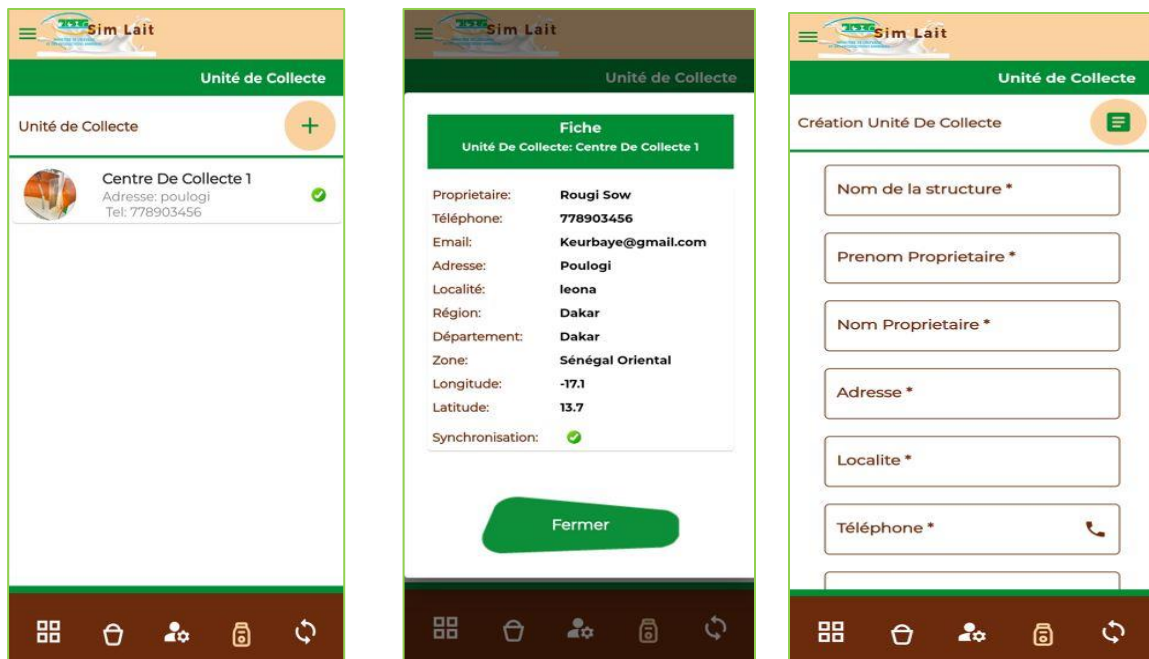 Sim Lait
Unité de Collecte
Unité de Collecte
Centre De Collecte 1
Adresse: poulogi
Tel: 778903456
Sim Lait
Unité de Collecte
Fiche
Unité De Collecte: Centre De Collecte 1
Proprietaire: Rougi Sow
Téléphone: 778903456
Email: Keurbaye@gmail.com
Adresse: Poulogi
Localité: leona
Région: Dakar
Département: Dakar
Zone: Sénégal Oriental
Longitude: -17.1
Latitude: 13.7
Synchronisation:
Fermer
Sim Lait
Unité de Collecte
Création Unité De Collecte
Nom de la structure *
Prenom Proprietaire *
Nom Proprietaire *
Adresse *
Localite *
Téléphone *